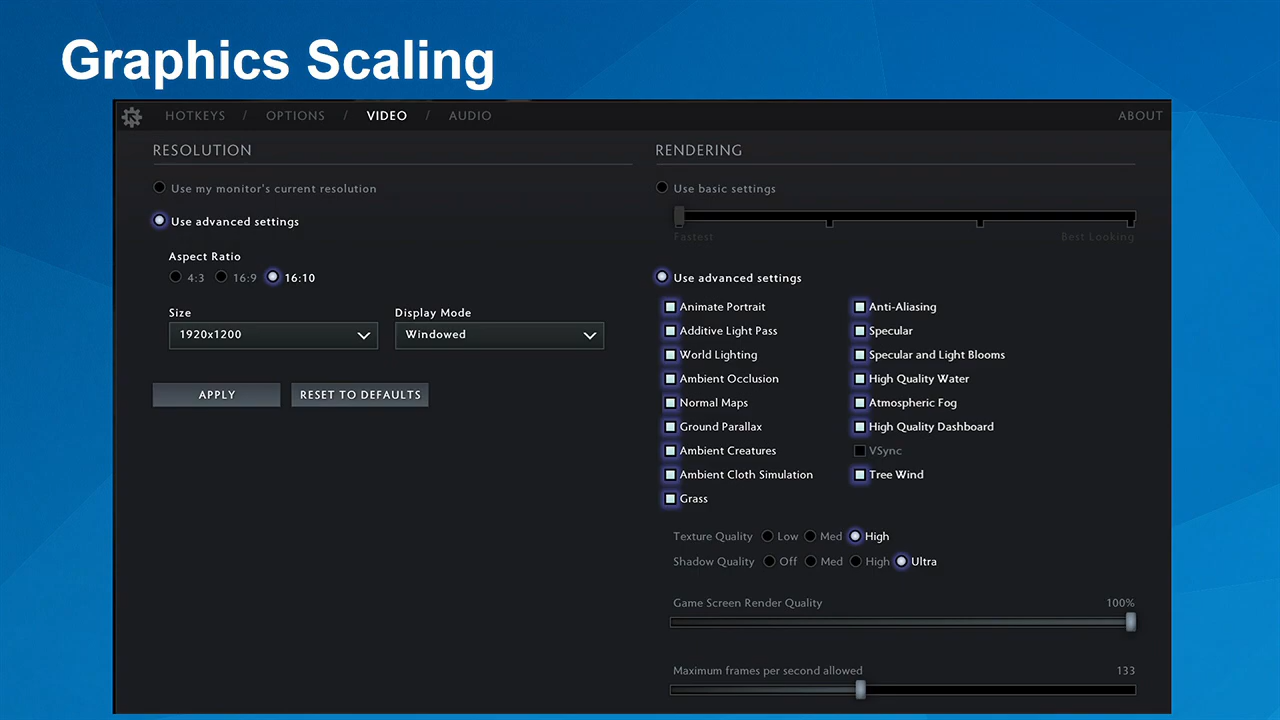 Graphics Scaling
HOTKEYS / OPTIONS / VIDEO / AUDIO
ABOUT
RESOLUTION
Use my monitor's current resolution
Use advanced settings
Aspect Ratio
4:3 16:9 16:10
Size
1920x1200
Display Mode
Windowed
APPLY
RESET TO DEFAULTS
RENDERING
Use basic settings
Fastest
Best Looking
Use advanced settings
Animate Portrait
Additive Light Pass
World Lighting
Ambient Occlusion
Normal Maps
Ground Parallax
Ambient Creatures
Ambient Cloth Simulation
Grass
Anti-Aliasing
Specular
Specular and Light Blooms
High Quality Water
Atmospheric Fog
High Quality Dashboard
VSync
Tree Wind
Texture Quality Low Med High
Shadow Quality Off Med High Ultra
Game Screen Render Quality 100%
Maximum frames per second allowed 133